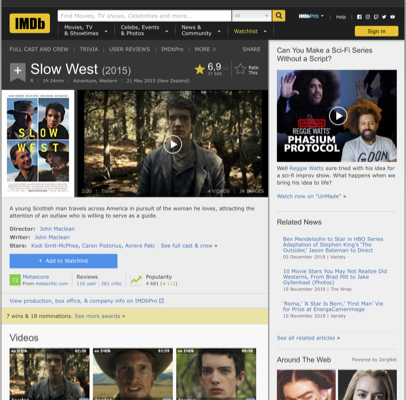 IMDb
Find Movies, TV shows, Celebrities and more...
All
IMDbPro
Help
Movies, TV & Showtimes
Celebs, Events & Photos
News & Community
Watchlist
Sign in
FULL CAST AND CREW | TRIVIA | USER REVIEWS | IMDbPro | MORE
SHARE
Slow West (2015)
1h 24min | Adventure, Western | 21 May 2015 (New Zealand)
6,9
Rate This
SLOW
WEST
2:20 | Trailer
4 VIDEOS
34 IMAGES
A young Scottish man travels across America in pursuit of the woman he loves, attracting the
attention of an outlaw who is willing to serve as a guide.
Director: John Maclean
Writer: John Maclean
Stars: Kodi Smit-McPhee, Caren Pistorius, Aorere Paki | See full cast & crew »
+ Add to Watchlist
72
Metascore
From metacritic.com
Reviews
116 user | 261 critic
Popularity
4 681
View production, box office, & company info on IMDbPro
7 wins & 18 nominations. See more awards »
Videos
Can You Make a Sci-Fi Series
Without a Script?
REGGIE WATTS'
PHASIUM
PROTOCOL
Well Reggie Watts sure tried with his idea
for a sci-fi improv show. What happens when
we bring his idea to life?
Watch now on "UnMade" »
Related News
Ben Mendelsohn to Star in HBO Series
Adaptation of Stephen King's 'The
Outsider,' Jason Bateman to Direct
03 December 2018 | Variety
10 Movie Stars You May Not Realize Did
Westerns, From Brad Pitt to Jake
Gyllenhaal (Photos)
15 November 2018 | The Wrap
'Roma,' 'A Star Is Born,' 'First Man' Vie
for Prize at EnergaCamerimage
10 November 2018 | Variety
See all related articles »
Around The Web
Powered by ZergNet